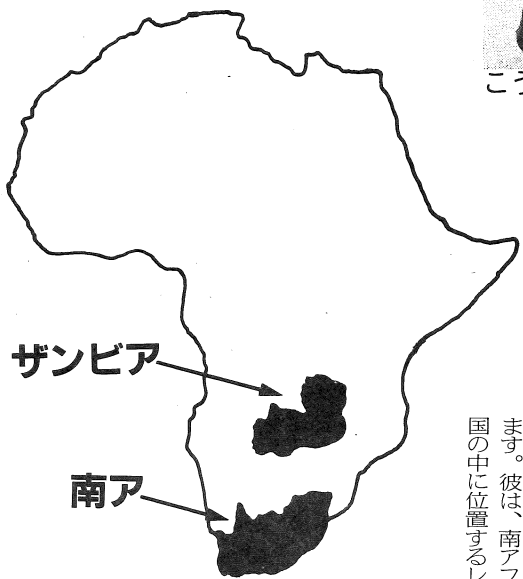 こう
ザンビア
南ア
ます。彼は、南アフ
国の中に位置するレ